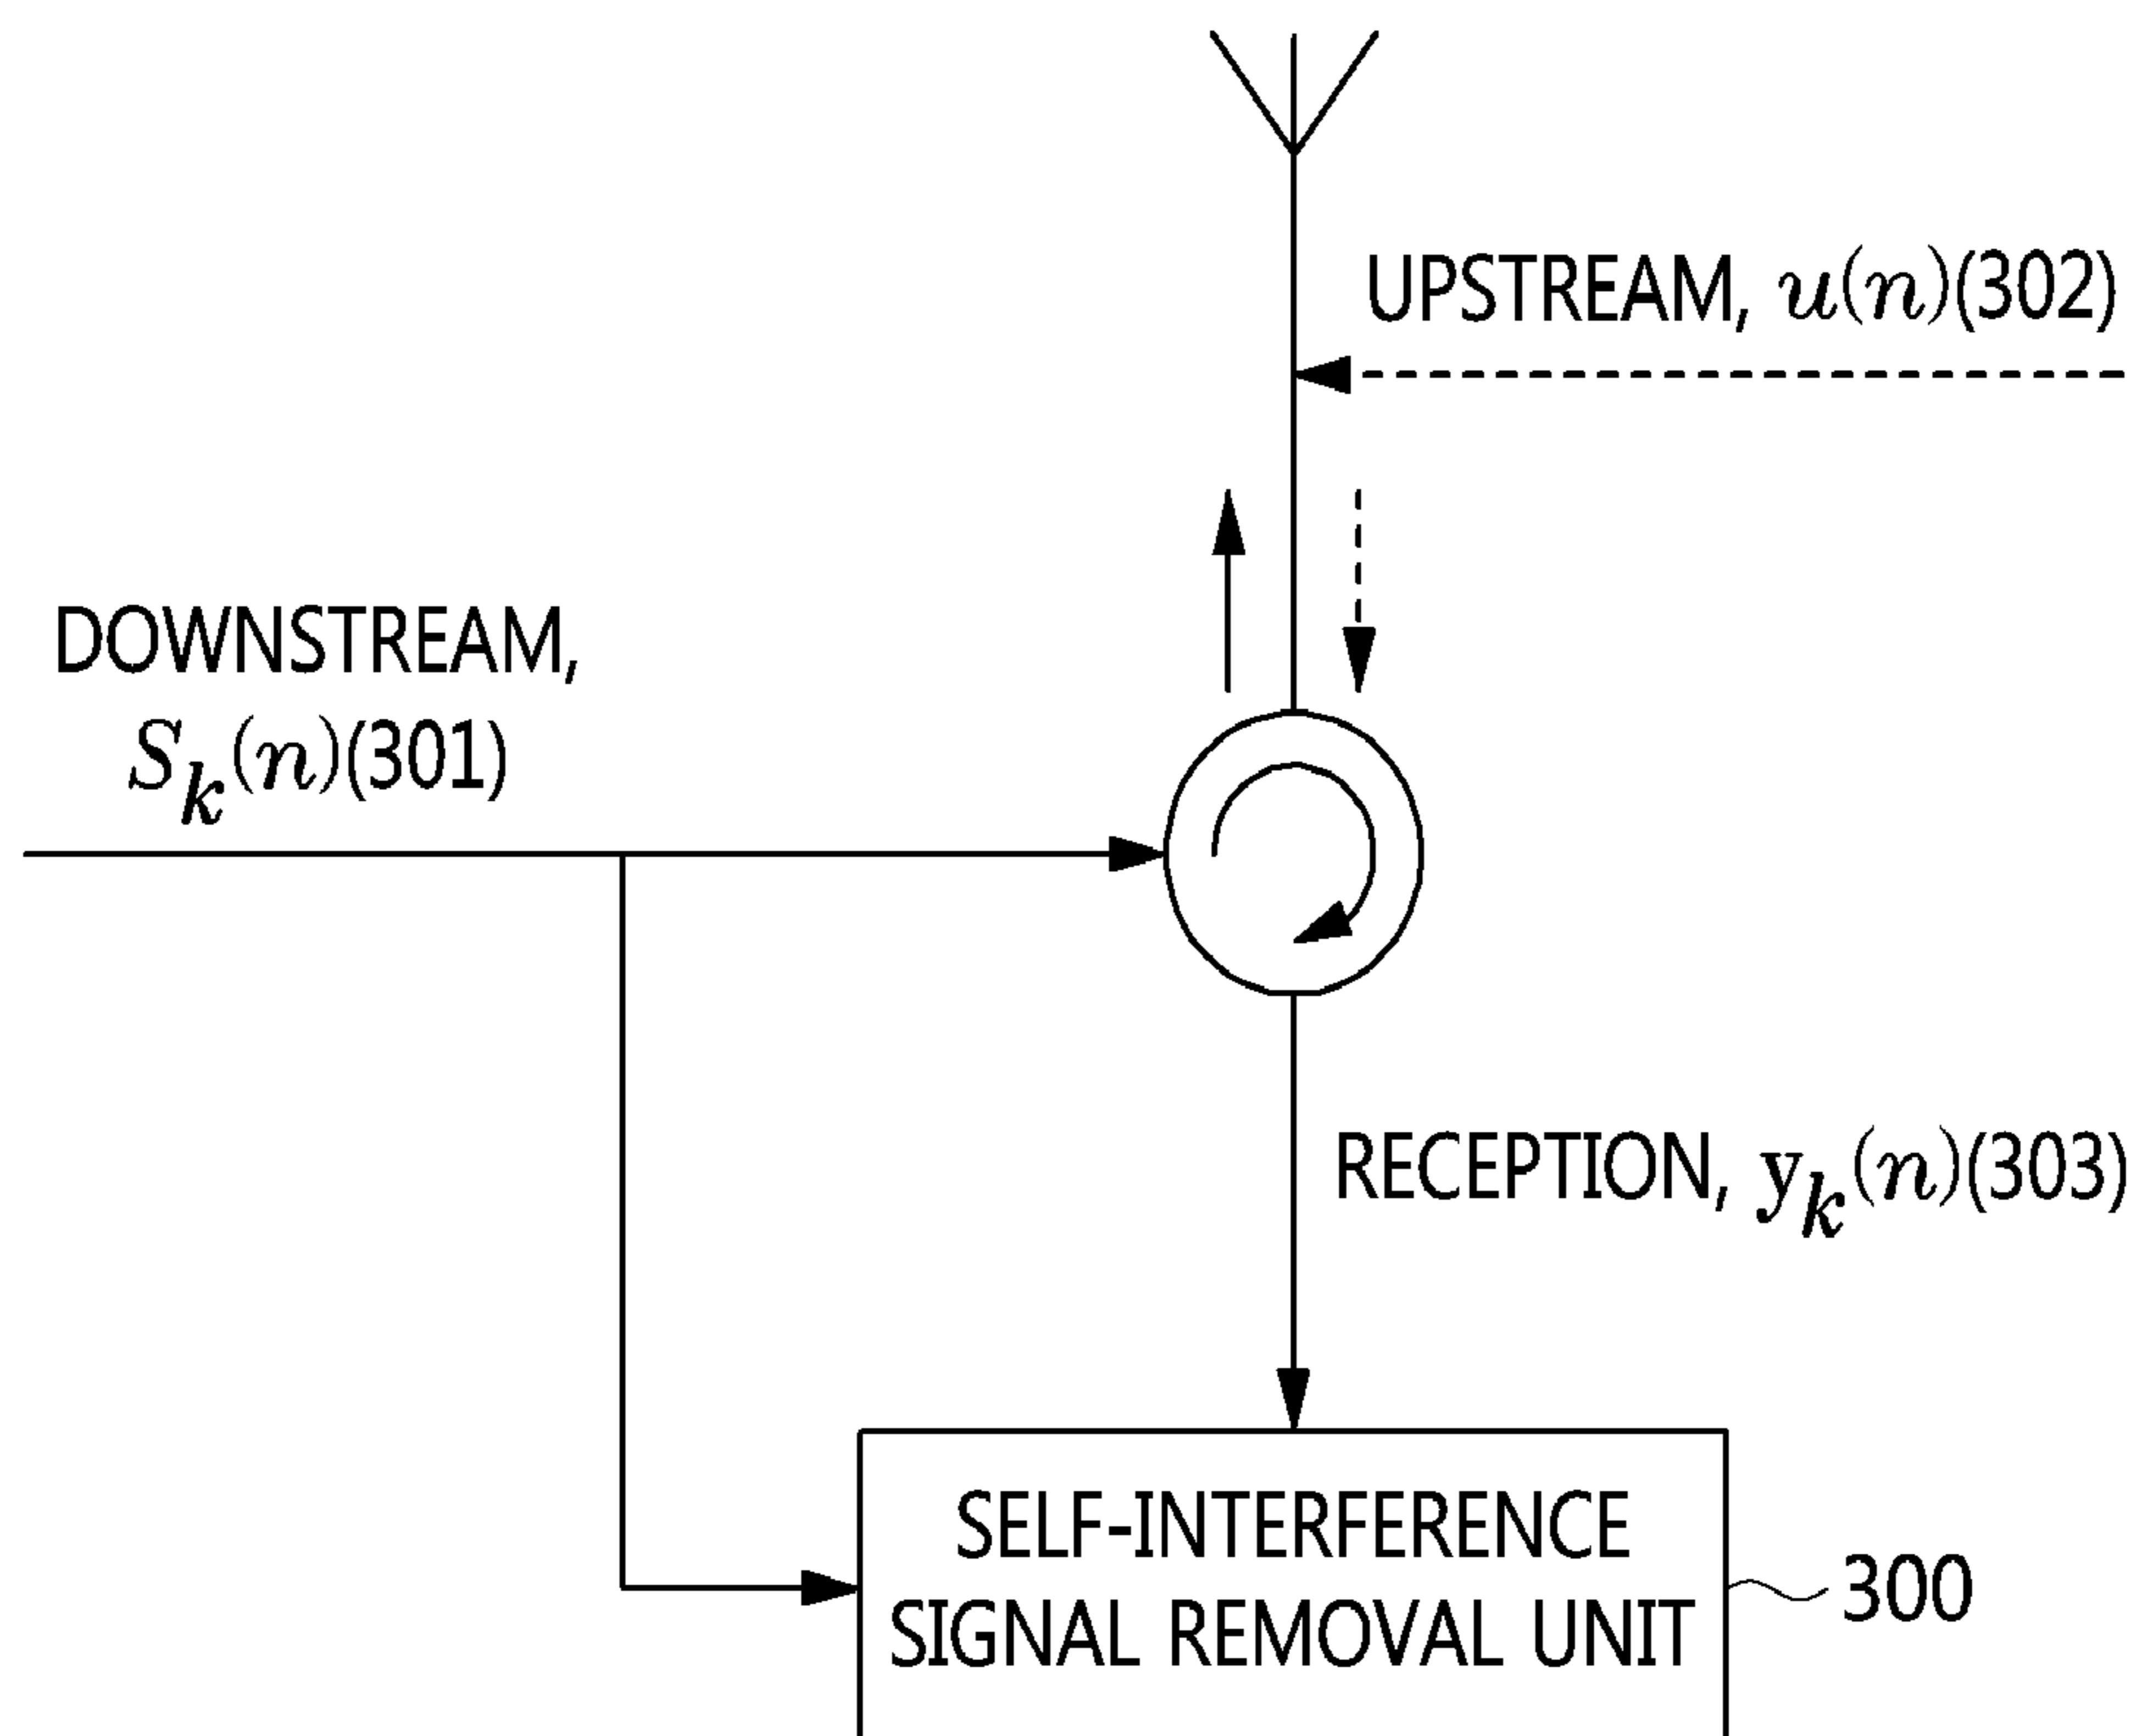 UPSTREAM, u(n)(302)
DOWNSTREAM,
S_k(n)(301)
RECEPTION, y_k(n)(303)
SELF-INTERFERENCE
SIGNAL REMOVAL UNIT
300